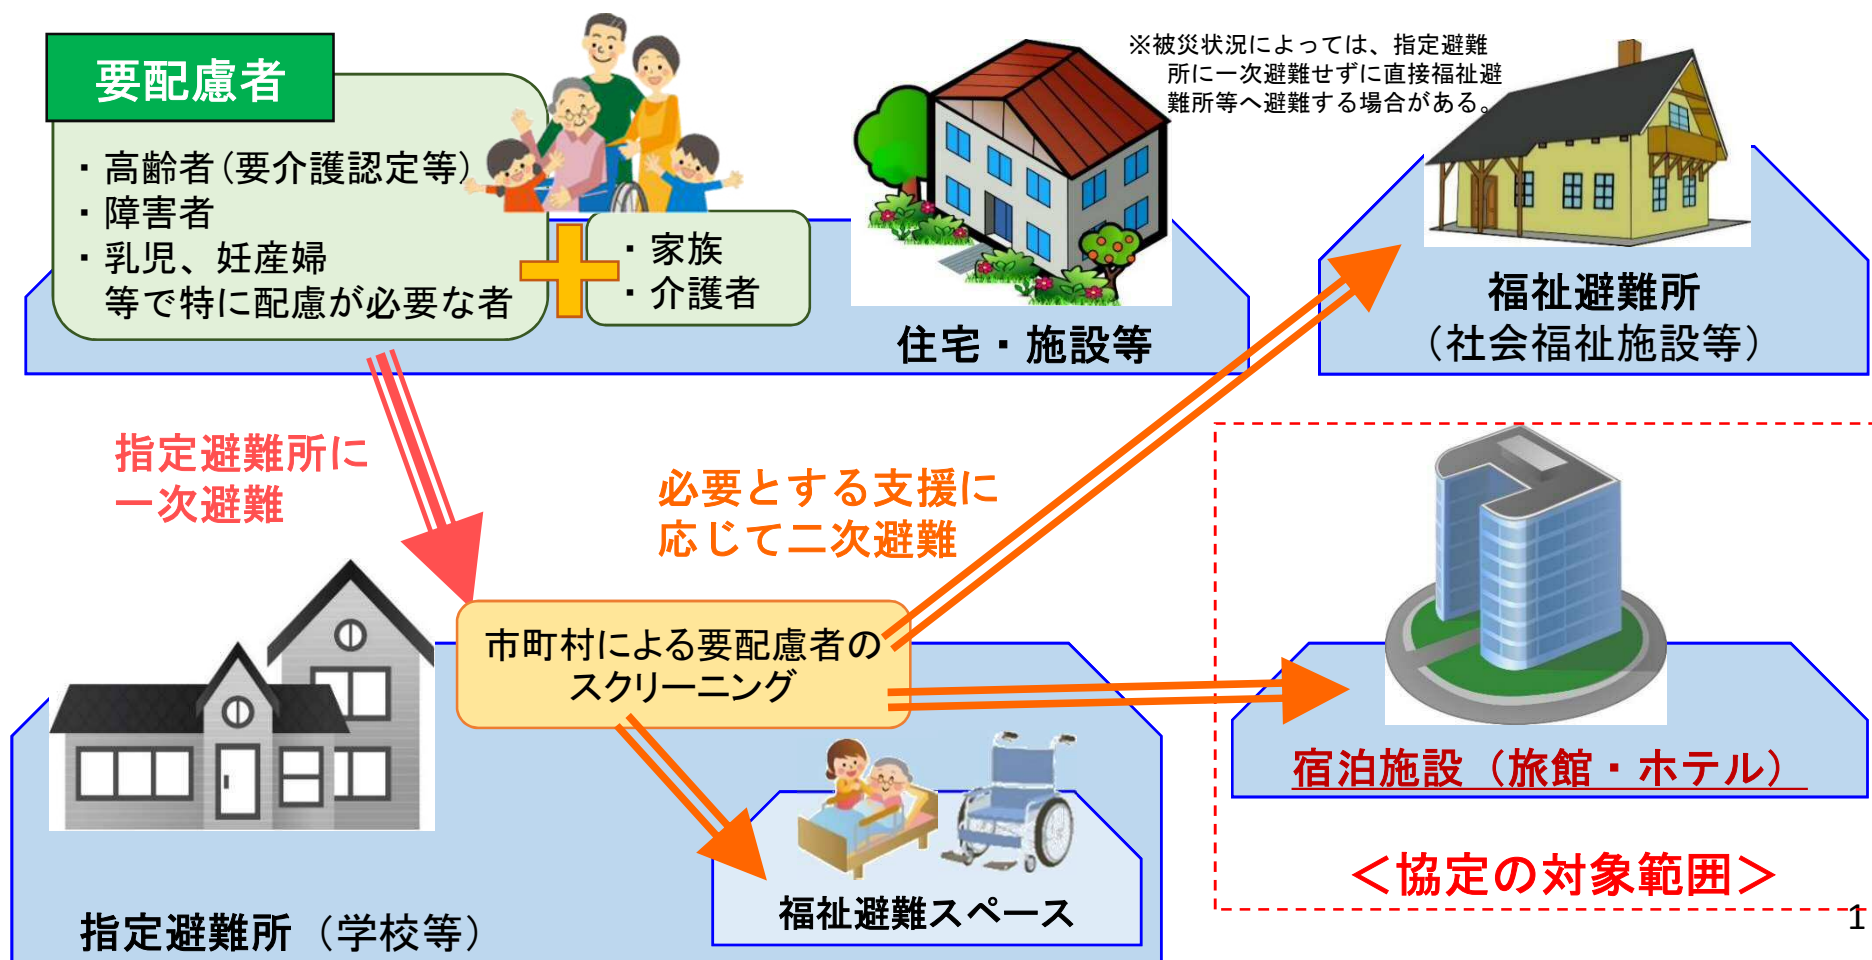 要配慮者
・高齢者(要介護認定等)
・障害者
・乳児、妊産婦
等で特に配慮が必要な者
・家族
・介護者
住宅・施設等
※被災状況によっては、指定避難
所に一次避難せずに直接福祉避
難所等へ避難する場合がある。
福祉避難所
（社会福祉施設等）
指定避難所に
一次避難
必要とする支援に
応じて二次避難
市町村による要配慮者の
スクリーニング
宿泊施設（旅館・ホテル）
＜協定の対象範囲＞
福祉避難スペース
指定避難所（学校等）
1